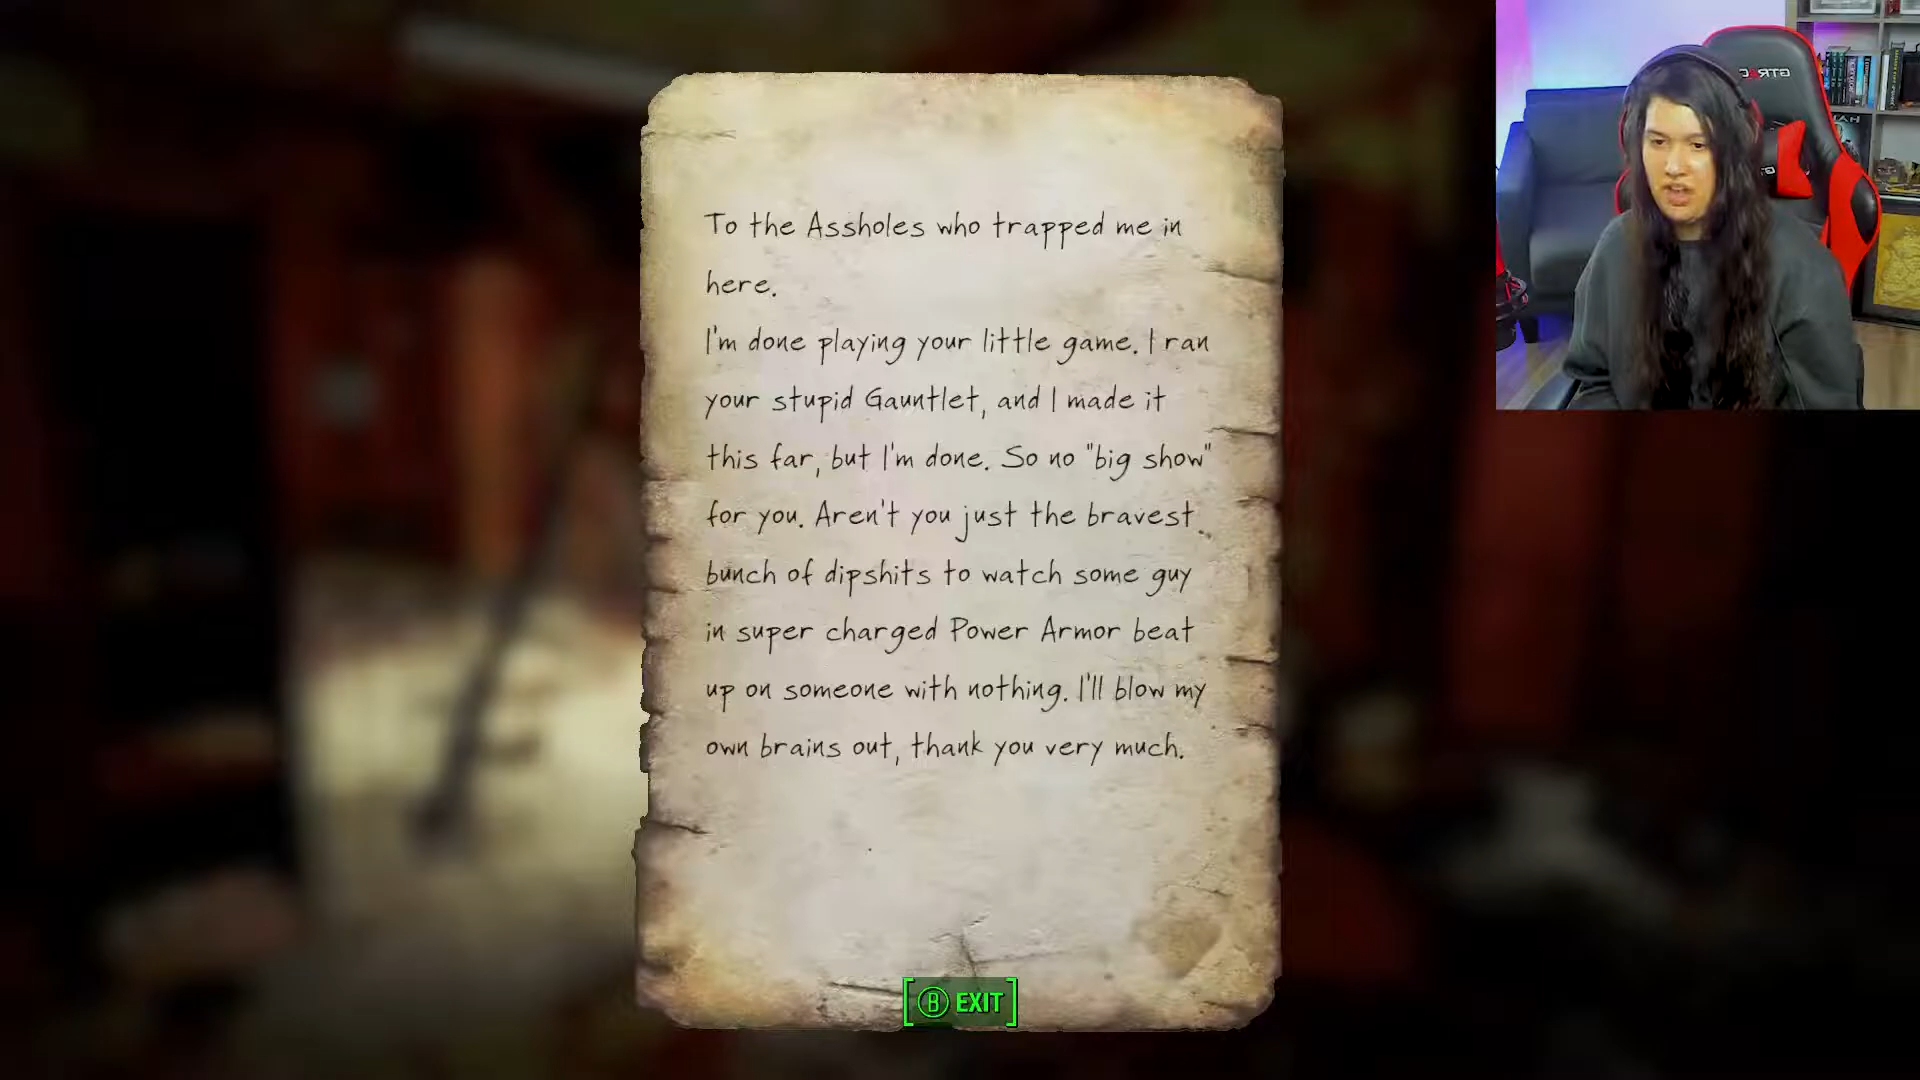 To the Assholes who trapped me in
here.
I'm done playing your little game. I ran
your stupid Gauntlet, and I made it
this far, but I'm done. So no "big show"
for you. Aren't you just the bravest
bunch of dipshits to watch some guy
in super charged Power Armor beat
up on someone with nothing. I'll blow my
own brains out, thank you very much.
B EXIT